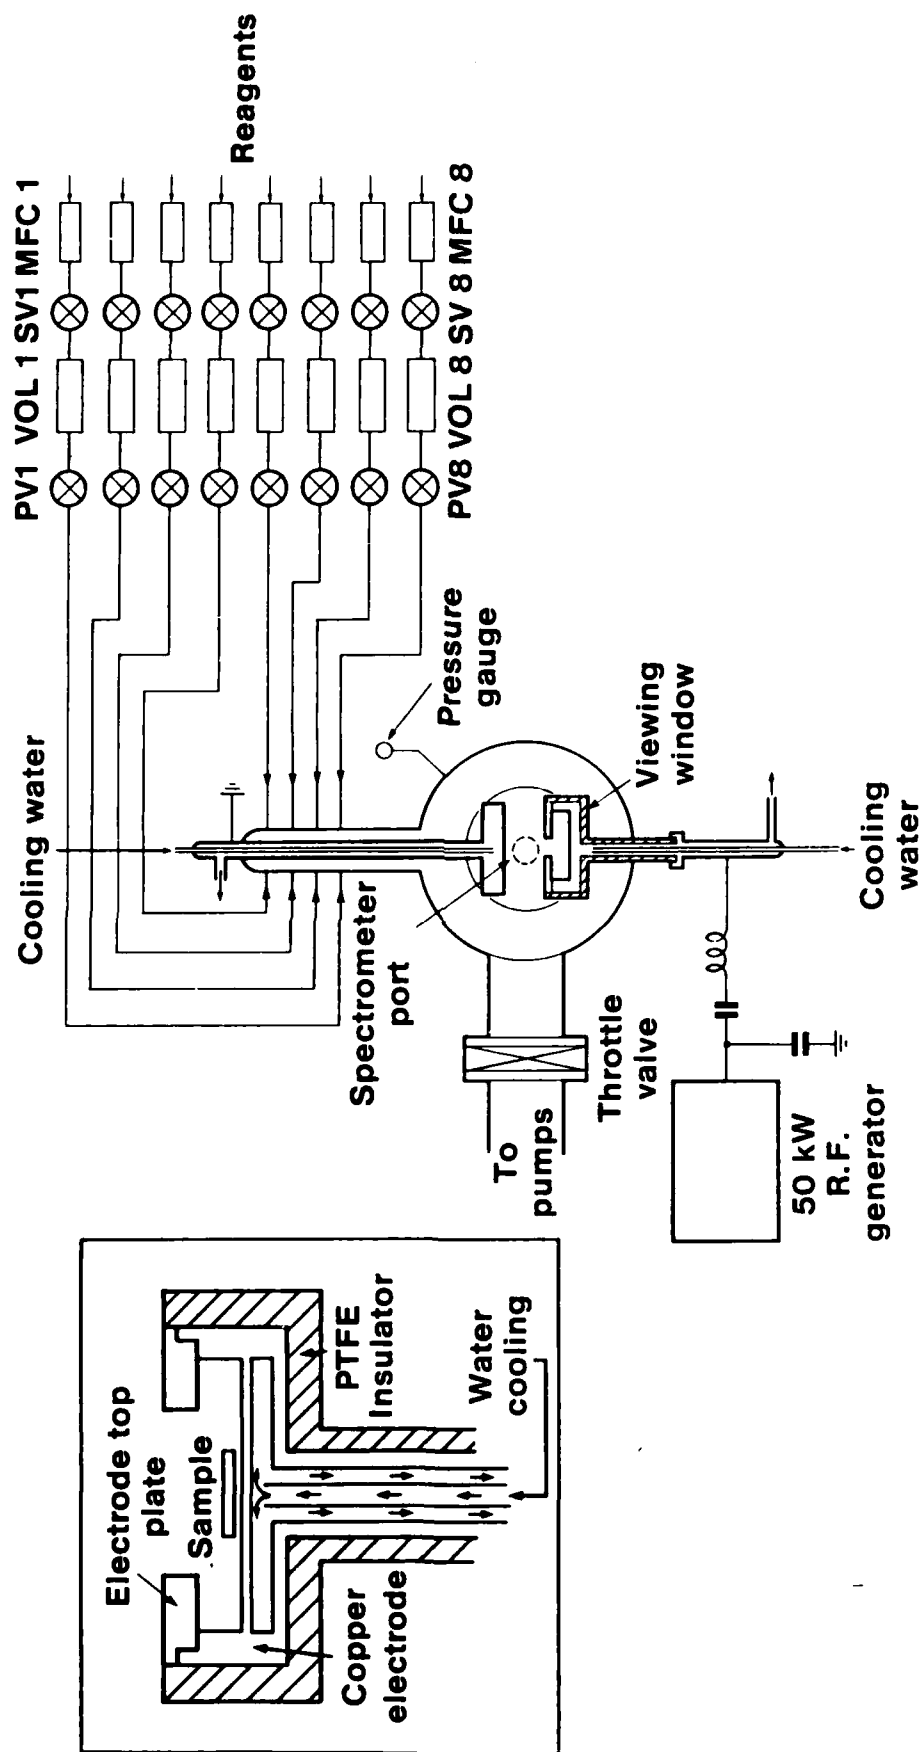 Reagents
PV1 VOL 1 SV1 MFC 1
PV8 VOL 8 SV 8 MFC 8
Cooling water
Pressure
gauge
Spectrometer
port
Viewing
window
Throttle
valve
To
pumps
Cooling
water
50 kW
R.F.
generator
Electrode top
plate
Sample
PTFE
Insulator
Copper
electrode
Water
cooling